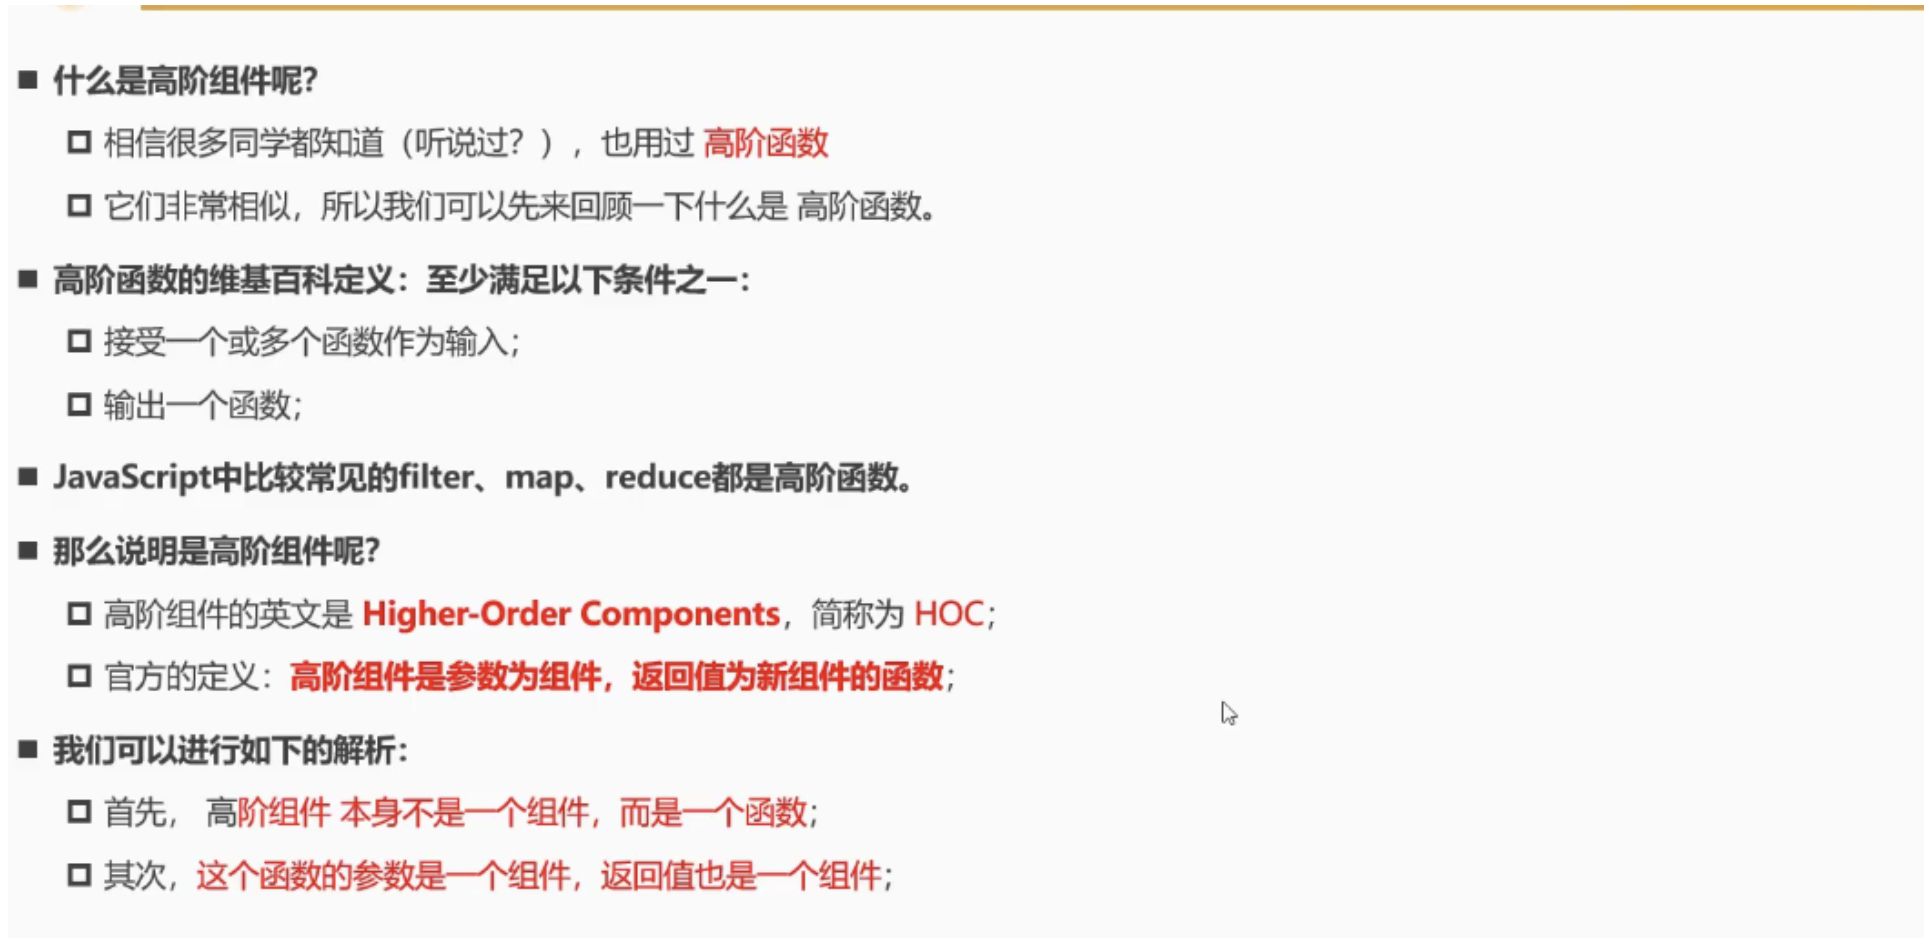 什么是高阶组件呢?
相信很多同学都知道（听说过？），也用过 高阶函数
它们非常相似，所以我们可以先来回顾一下什么是 高阶函数。
高阶函数的维基百科定义：至少满足以下条件之一：
接受一个或多个函数作为输入；
输出一个函数；
JavaScript中比较常见的filter、map、reduce都是高阶函数。
那么说明是高阶组件呢?
高阶组件的英文是 Higher-Order Components，简称为 HOC；
官方的定义：高阶组件是参数为组件，返回值为新组件的函数；
我们可以进行如下的解析：
首先， 高阶组件 本身不是一个组件，而是一个函数；
其次，这个函数的参数是一个组件，返回值也是一个组件；